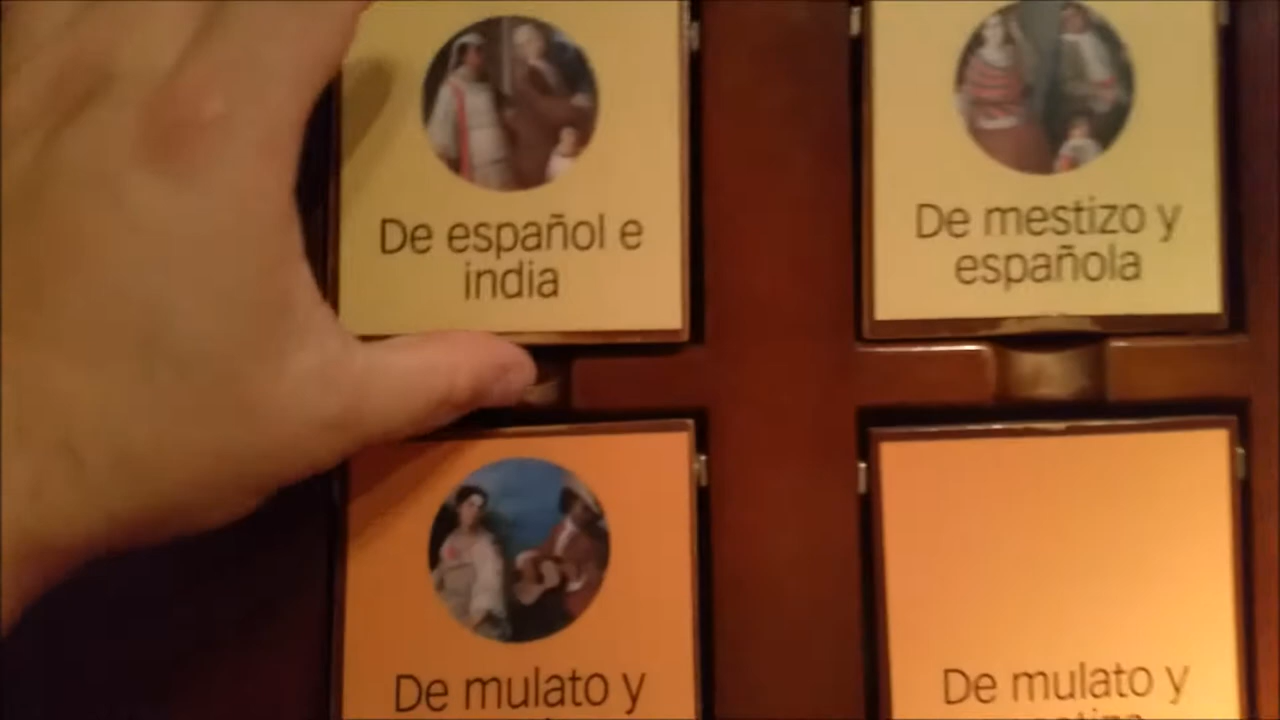 De español e
india
De mestizo y
española
De mulato y
De mulato y